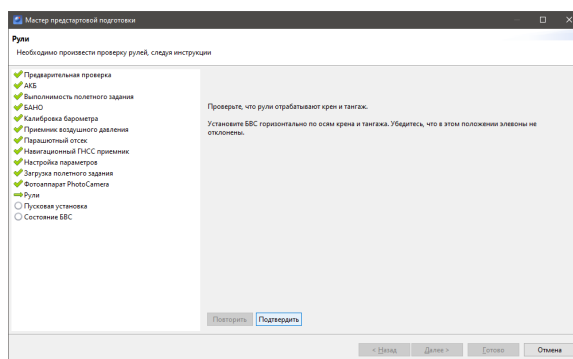 Мастер предстартовой подготовки
Рули
Необходимо произвести проверку рулей, следуя инструкции
Предварительная проверка
АКБ
Выполнимость полетного задания
БАНО
Калибровка барометра
Приемник воздушного давления
Парашютный отсек
Навигационный ГНСС приемник
Настройка параметров
Загрузка полетного задания
Фотоаппарат PhotoCamera
Рули
Пусковая установка
Состояние БВС
Проверьте, что рули отрабатывают крен и тангаж.
Установите БВС горизонтально по осям крена и тангажа. Убедитесь, что в этом положении элевоны не
отклонены.
Повторить Подтвердить
< Назад Далее > Готово Отмена